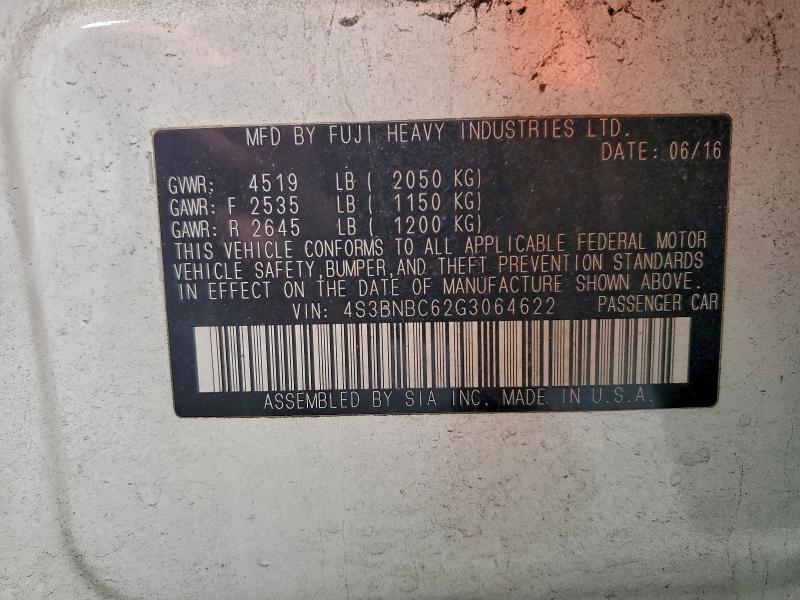 MFD BY FUJI HEAVY INDUSTRIES LTD.
DATE: 06/16
GVWR: 4519 LB ( 2050 KG)
GAWR: F 2535 LB ( 1150 KG)
GAWR: R 2645 LB ( 1200 KG)
THIS VEHICLE CONFORMS TO ALL APPLICABLE FEDERAL MOTOR
VEHICLE SAFETY,BUMPER,AND THEFT PREVENTION STANDARDS
IN EFFECT ON THE DATE OF MANUFACTURE SHOWN ABOVE.
VIN: 4S3BNBC62G3064622 PASSENGER CAR
ASSEMBLED BY SIA INC. MADE IN U.S.A.